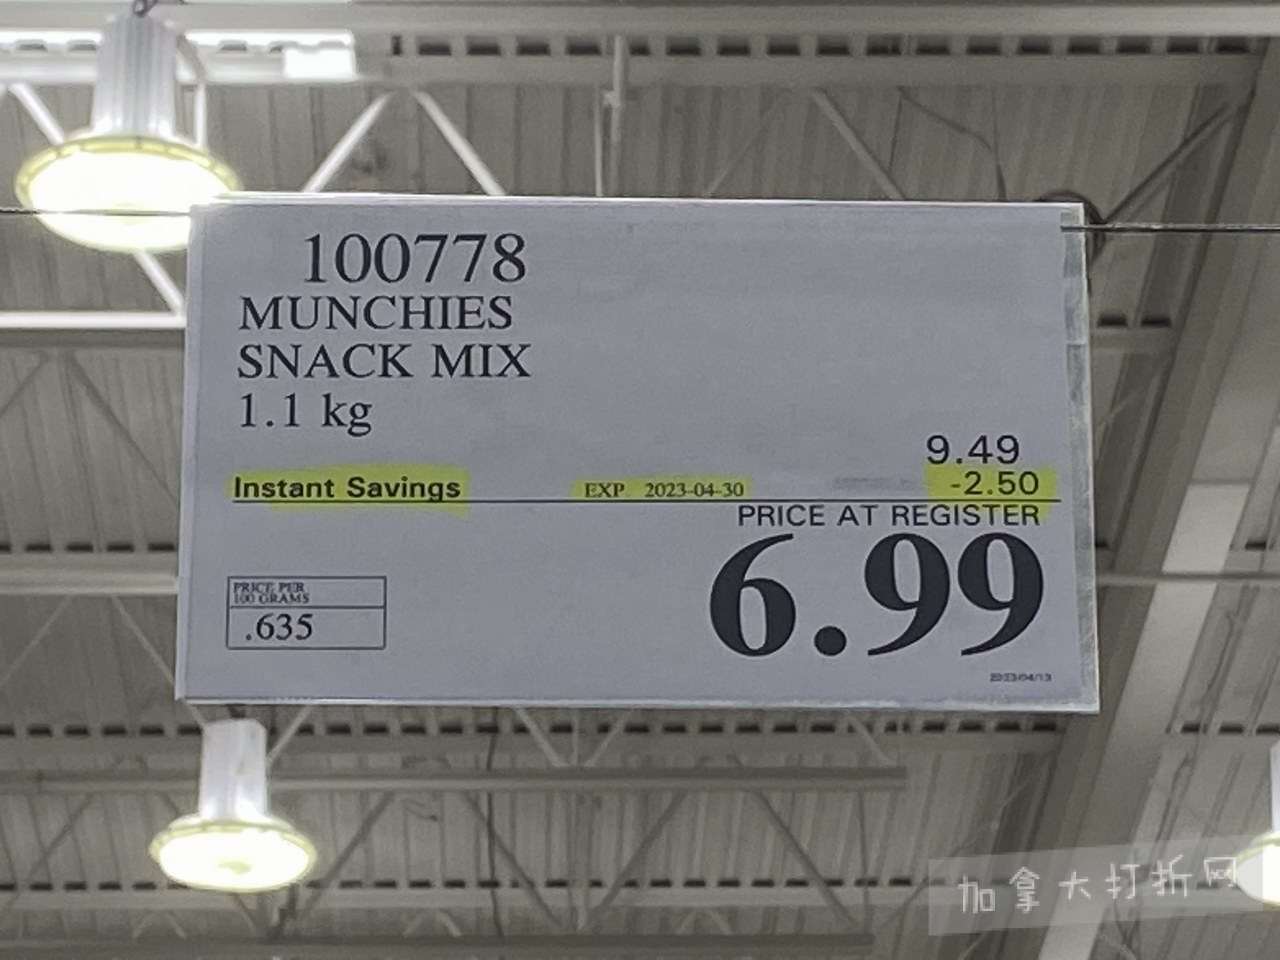 100778
MUNCHIES
SNACK MIX
1.1 kg
9.49
Instant Savings EXP 2023-04-30 -2.50
PRICE AT REGISTER
6.99
PRICE PER
100 GRAMS
.635
2023/04/13
加拿大打折网